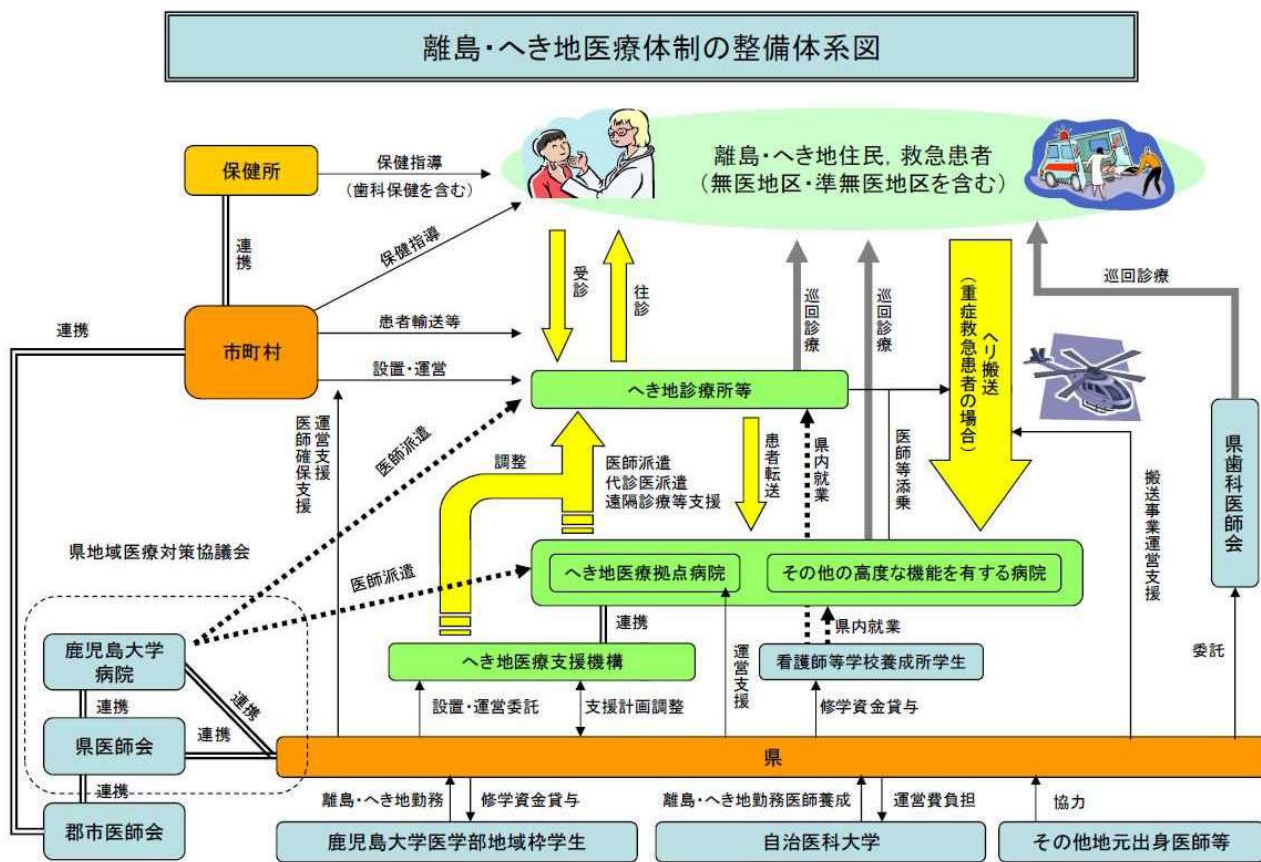 離島・へき地医療体制の整備体系図
保健所
保健指導
(歯科保健を含む)
離島・へき地住民，救急患者
(無医地区・準無医地区を含む)
連携
保健指導
受診
往診
巡回診療
巡回診療
ヘリ搬送
(重症救急患者の場合)
巡回診療
連携
市町村
患者輸送等
設置・運営
へき地診療所等
運営支援
医師確保支援
医師派遣
調整
医師派遣
代診医派遣
遠隔診療等支援
患者転送
県内就業
医師等添乗
搬送事業運営支援
県歯科医師会
県地域医療対策協議会
医師派遣
へき地医療拠点病院
その他の高度な機能を有する病院
連携
県内就業
鹿児島大学
病院
へき地医療支援機構
看護師等学校養成所学生
委託
連携
連携
設置・運営委託
支援計画調整
運営支援
修学資金貸与
県医師会
連携
県
連携
離島・へき地勤務
修学資金貸与
離島・へき地勤務医師養成
運営費負担
協力
郡市医師会
鹿児島大学医学部地域枠学生
自治医科大学
その他地元出身医師等